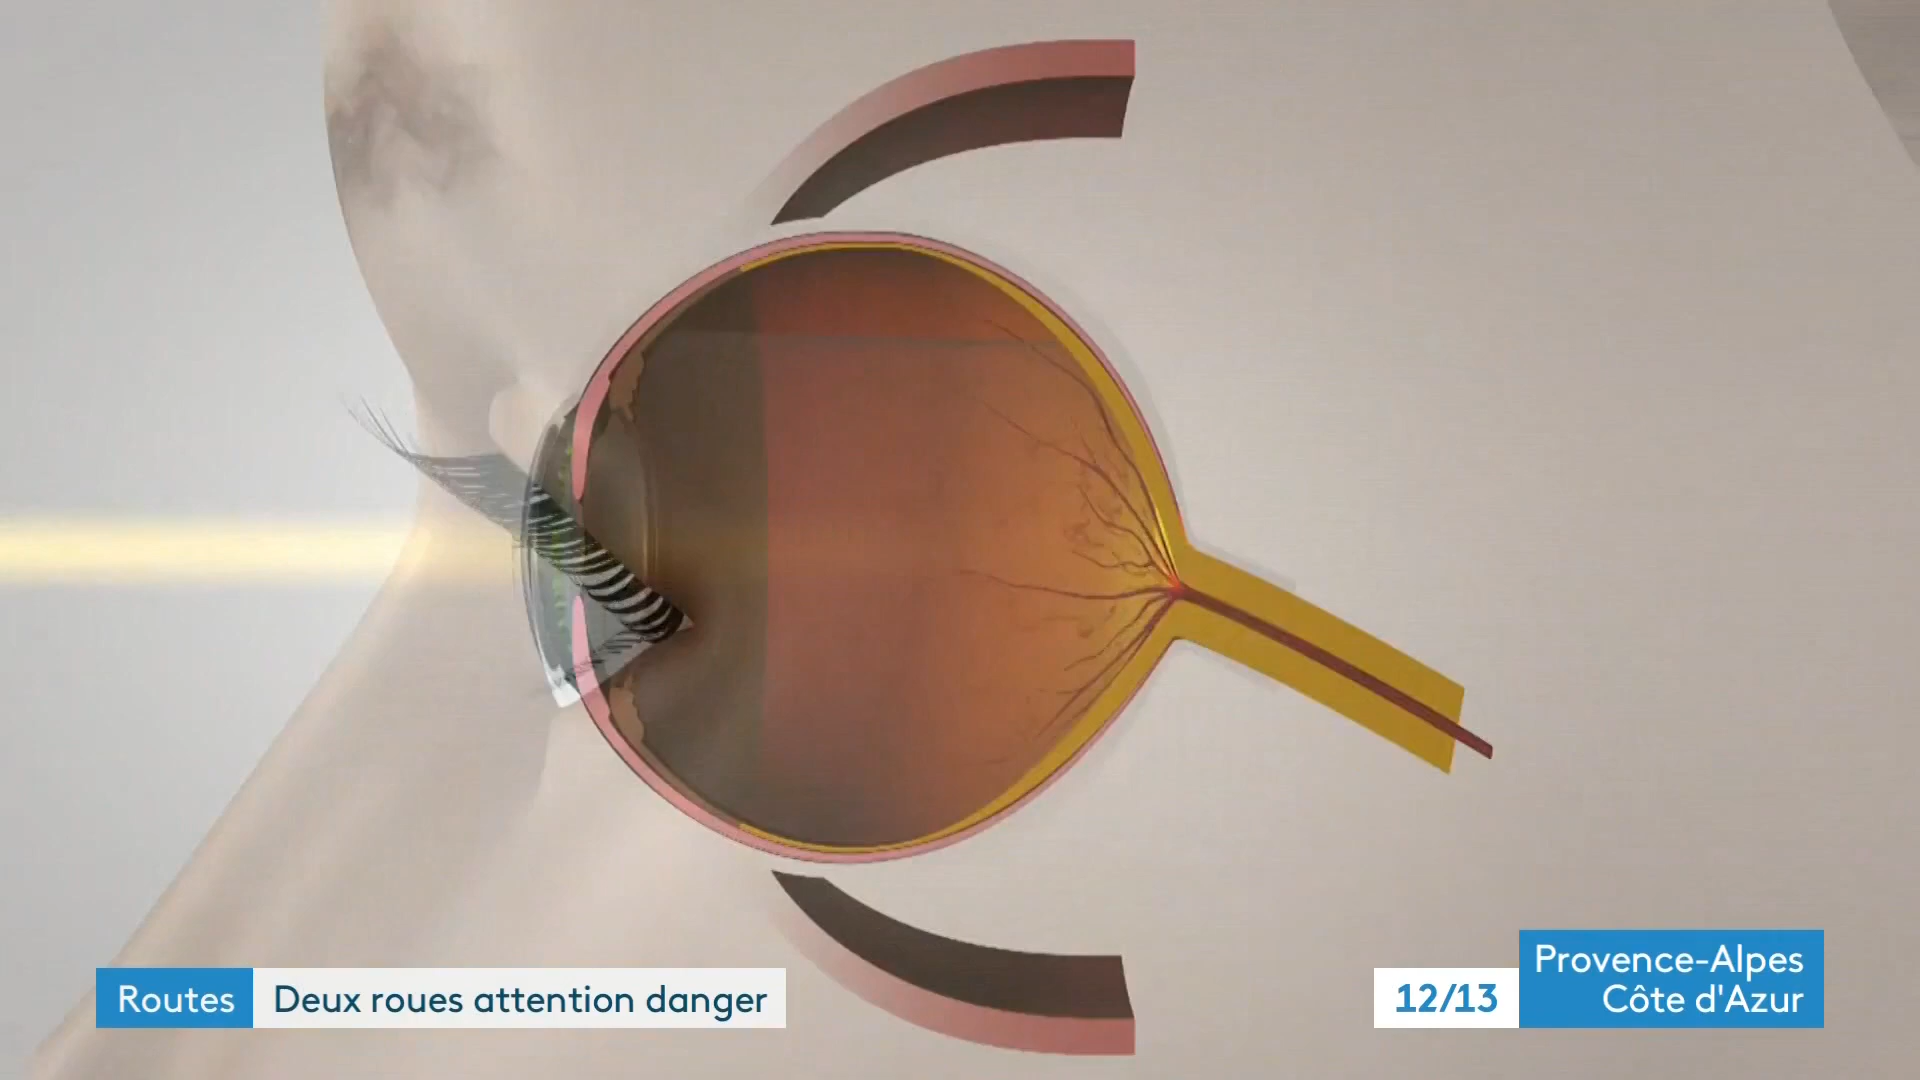 Routes
Deux roues attention danger
12/13
Provence-Alpes
Côte d'Azur